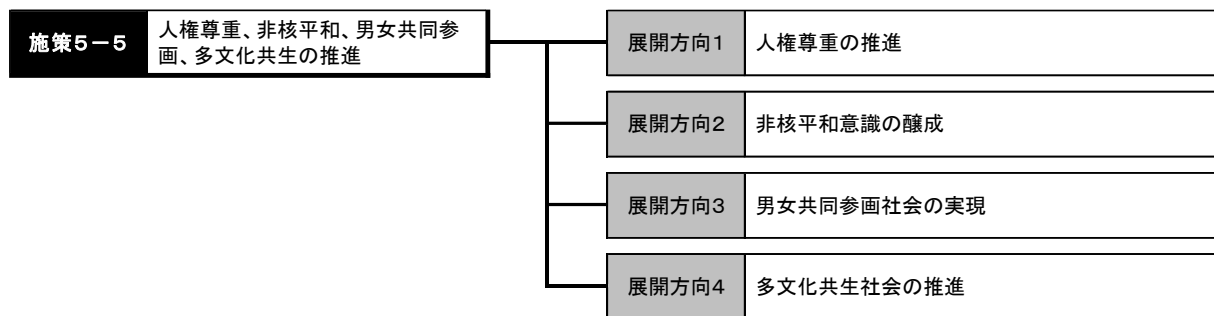 施策5－5
人権尊重、非核平和、男女共同参
画、多文化共生の推進
展開方向1
人権尊重の推進
展開方向2
非核平和意識の醸成
展開方向3
男女共同参画社会の実現
展開方向4
多文化共生社会の推進